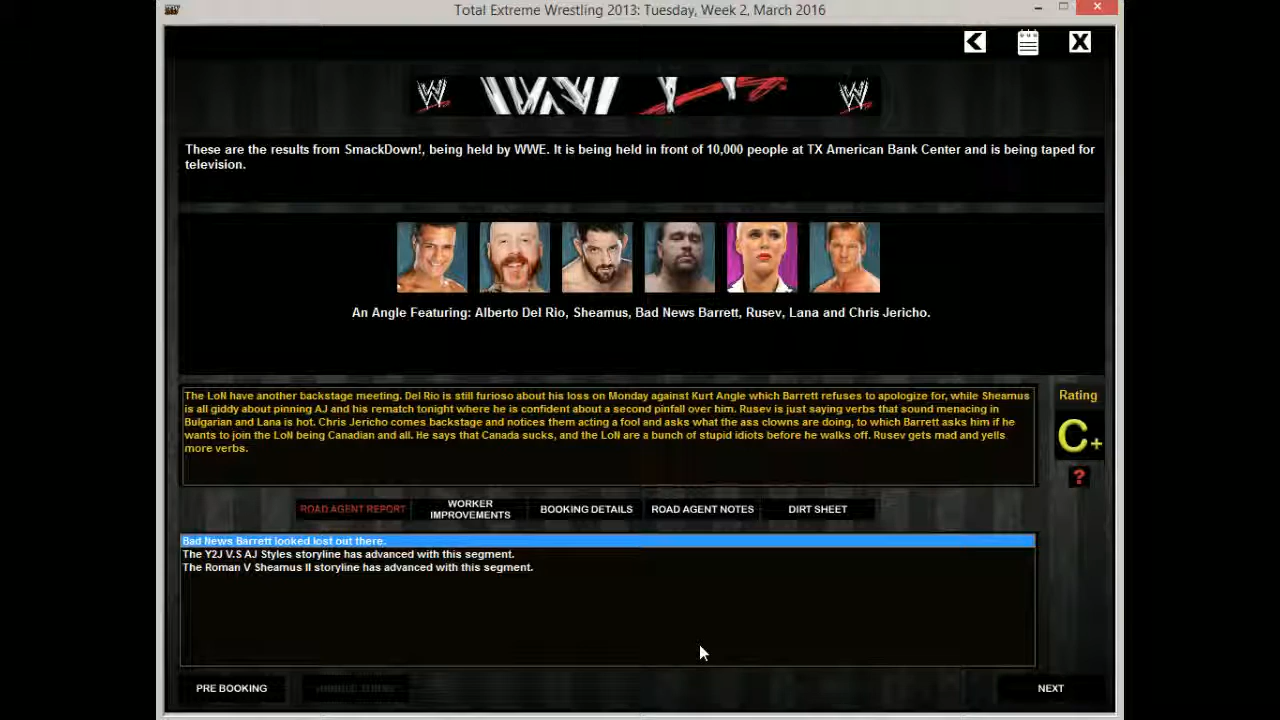 Total Extreme Wrestling 2013: Tuesday, Week 2, March 2016
These are the results from SmackDown!, being held by WWE. It is being held in front of 10,000 people at TX American Bank Center and is being taped for
television.
An Angle Featuring: Alberto Del Rio, Sheamus, Bad News Barrett, Rusev, Lana and Chris Jericho.
The LoN have another backstage meeting. Del Rio is still furioso about his loss on Monday against Kurt Angle which Barrett refuses to apologize for, while Sheamus
is all giddy about pinning AJ and his rematch tonight where he is confident about a second pinfall over him. Rusev is just saying verbs that sound menacing in
Bulgarian and Lana is hot. Chris Jericho comes backstage and notices them acting a fool and asks what the ass clowns are doing, to which Barrett asks him if he
wants to join the LoN being Canadian and all. He says that Canada sucks, and the LoN are a bunch of stupid idiots before he walks off. Rusev gets mad and yells
more verbs.
Rating
C+
?
ROAD AGENT REPORT
WORKER
IMPROVEMENTS
BOOKING DETAILS
ROAD AGENT NOTES
DIRT SHEET
Bad News Barrett looked lost out there.
The Y2J V.S AJ Styles storyline has advanced with this segment.
The Roman V Sheamus II storyline has advanced with this segment.
PRE BOOKING
NEXT